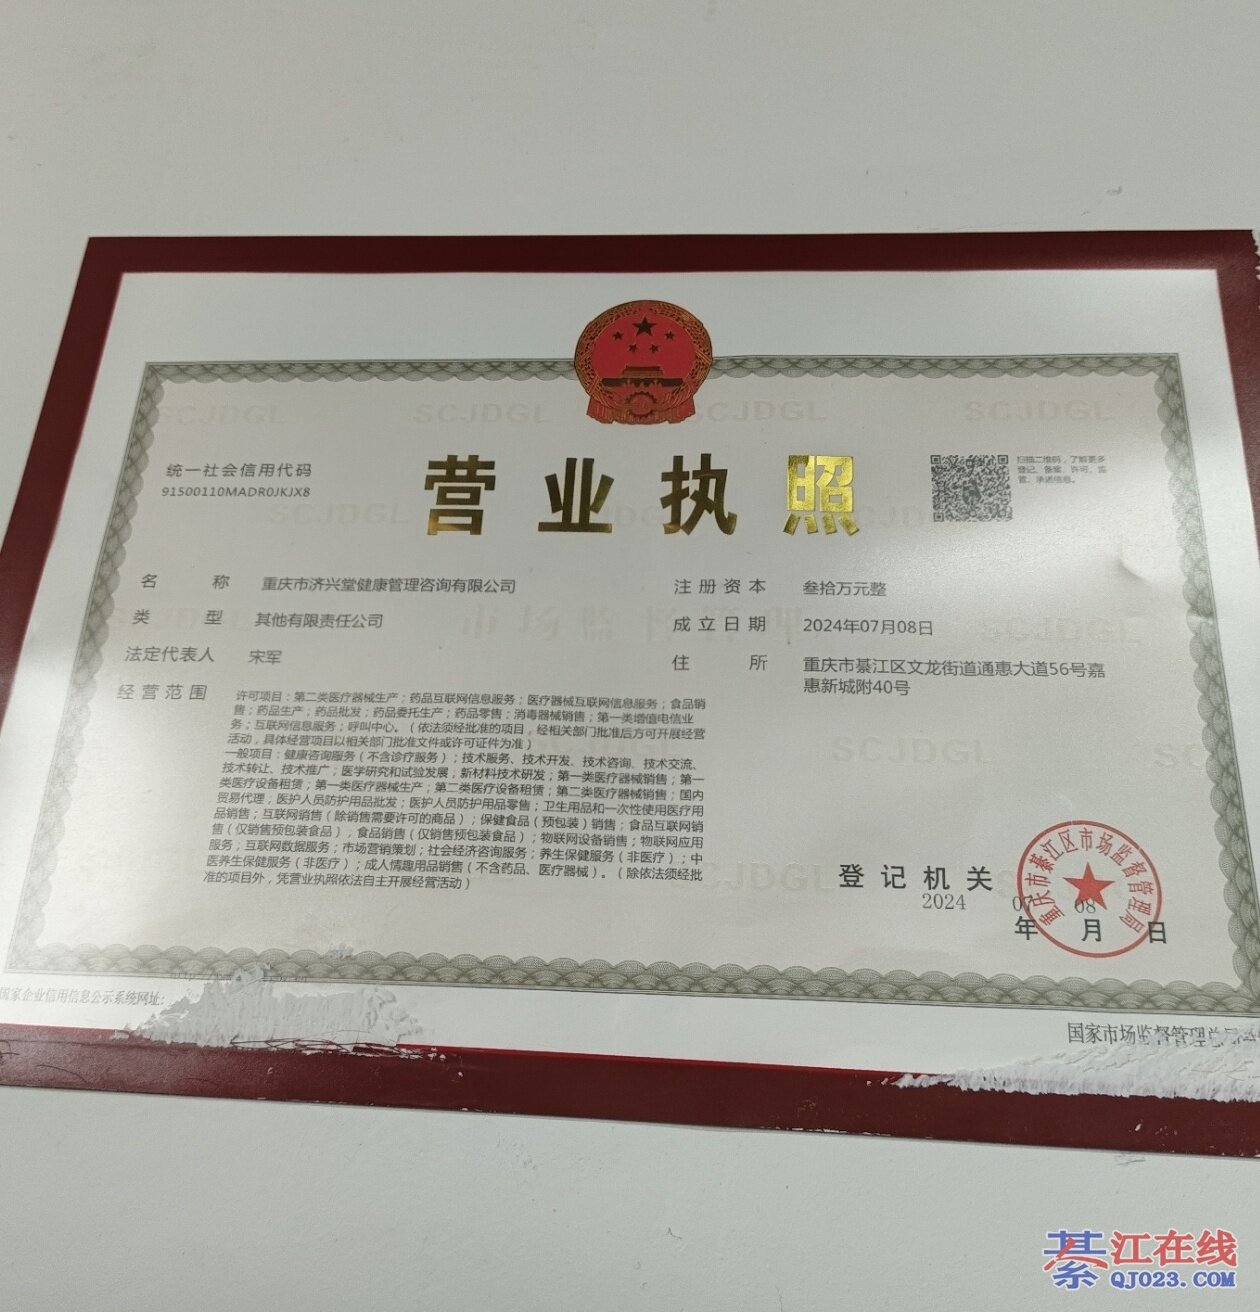 SCJDGL
统一社会信用代码
91500110MADR0JKJX8
营业执照
扫描二维码，了解更多
登记、备案、许可、监
管、承诺信息。
名称 重庆市济兴堂健康管理咨询有限公司
类型 其他有限责任公司
法定代表人 宋军
经营范围
许可项目：第二类医疗器械生产；药品互联网信息服务；医疗器械互联网信息服务；食品销
售；药品生产；药品批发；药品委托生产；药品零售；消毒器械销售；第一类增值电信业
务；互联网信息服务；呼叫中心。（依法须经批准的项目，经相关部门批准后方可开展经营
活动，具体经营项目以相关部门批准文件或许可证件为准）
一般项目：健康咨询服务（不含诊疗服务）；技术服务、技术开发、技术咨询、技术交流、
技术转让、技术推广；医学研究和试验发展；新材料技术研发；第一类医疗器械销售；第一
类医疗设备租赁；第一类医疗器械生产；第二类医疗设备租赁；第二类医疗器械销售；国内
贸易代理；医护人员防护用品批发；医护人员防护用品零售；卫生用品和一次性使用医疗用
品销售；互联网销售（除销售需要许可的商品）；保健食品（预包装）销售；食品互联网销
售（仅销售预包装食品）；食品销售（仅销售预包装食品）；物联网设备销售；物联网应用
服务；互联网数据服务；市场营销策划；社会经济咨询服务；养生保健服务（非医疗）；中
医养生保健服务（非医疗）；成人情趣用品销售（不含药品、医疗器械）。（除依法须经批
准的项目外，凭营业执照依法自主开展经营活动）
注册资本 叁拾万元整
成立日期 2024年07月08日
住所 重庆市綦江区文龙街道通惠大道56号嘉
惠新城附40号
登记机关
重庆市綦江区市场监督管理局
2024 07 08
年 月 日
国家企业信用信息公示系统网址：
国家市场监督管理总局
綦江在线
QJ023.COM